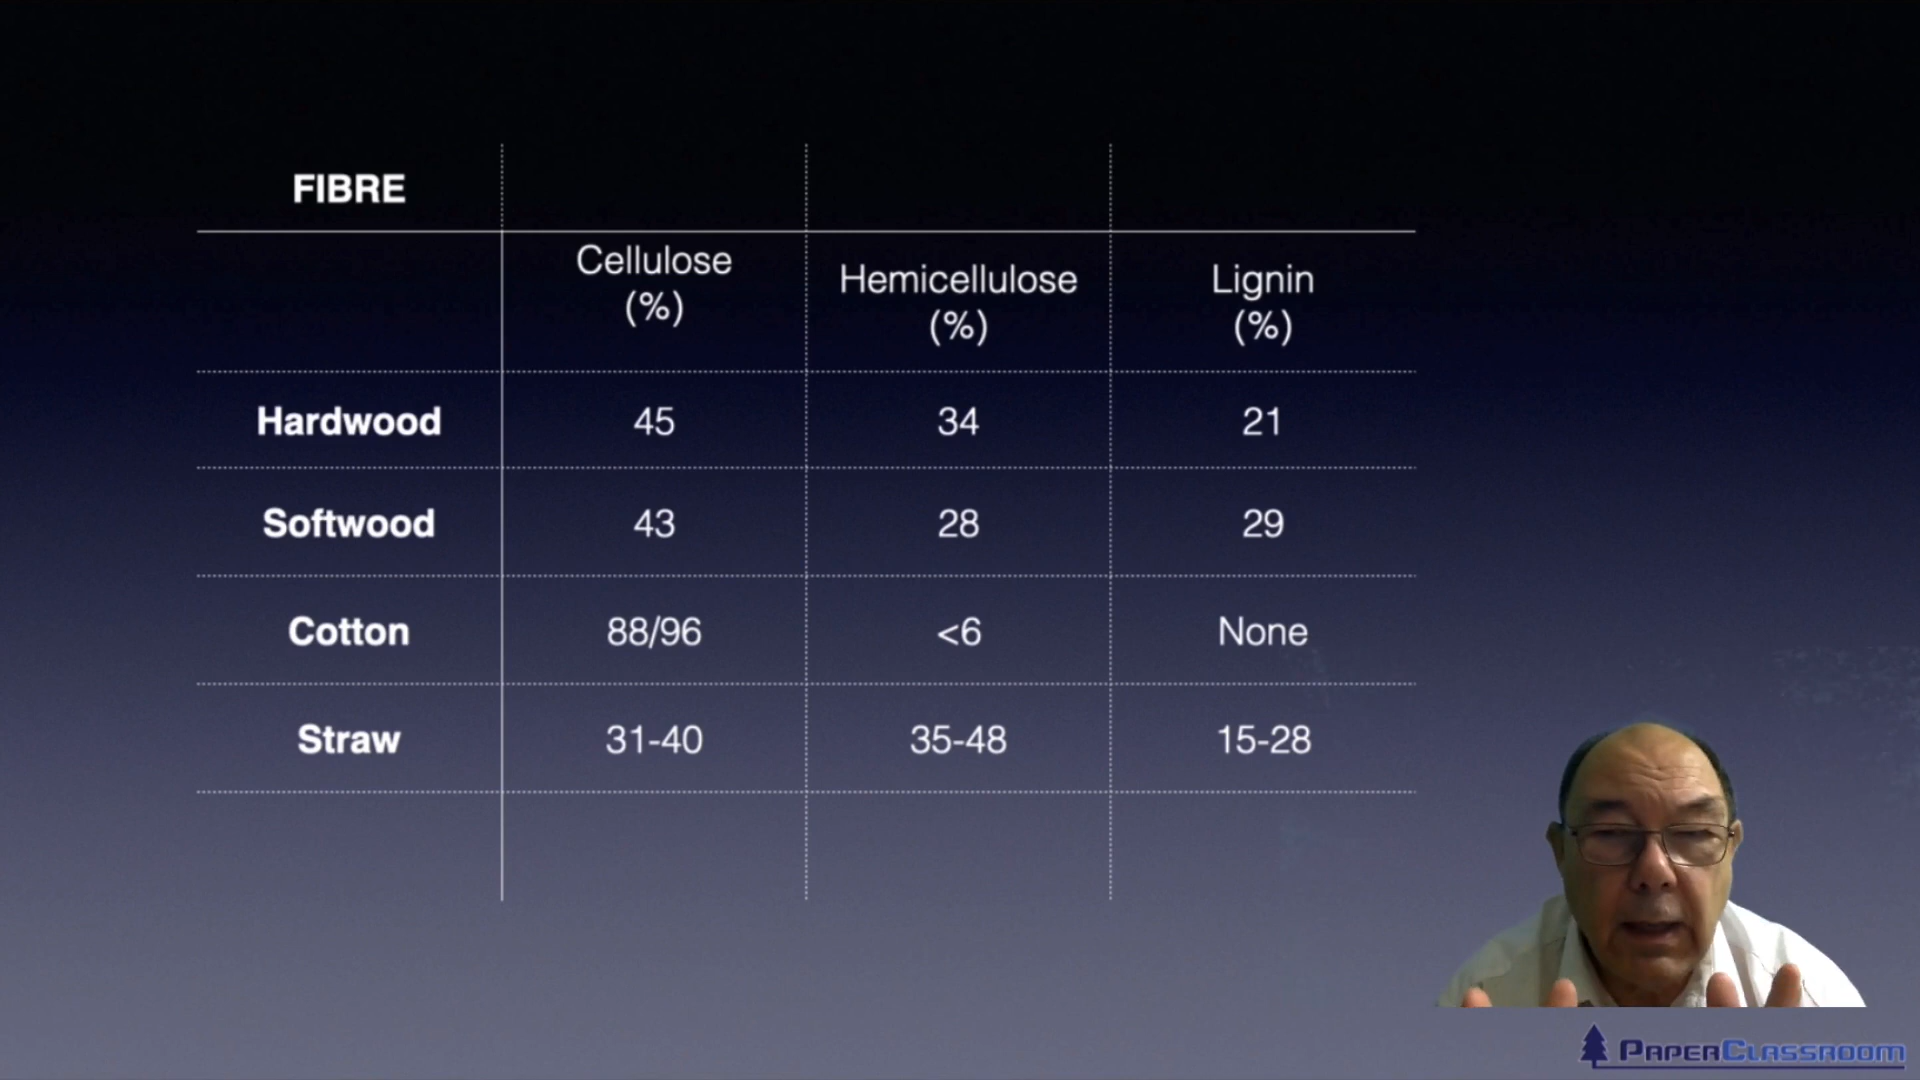 FIBRE
Cellulose
(%)
Hemicellulose
(%)
Lignin
(%)
Hardwood 45 34 21
Softwood 43 28 29
Cotton 88/96 <6 None
Straw 31-40 35-48 15-28
PAPERCLASSROOM